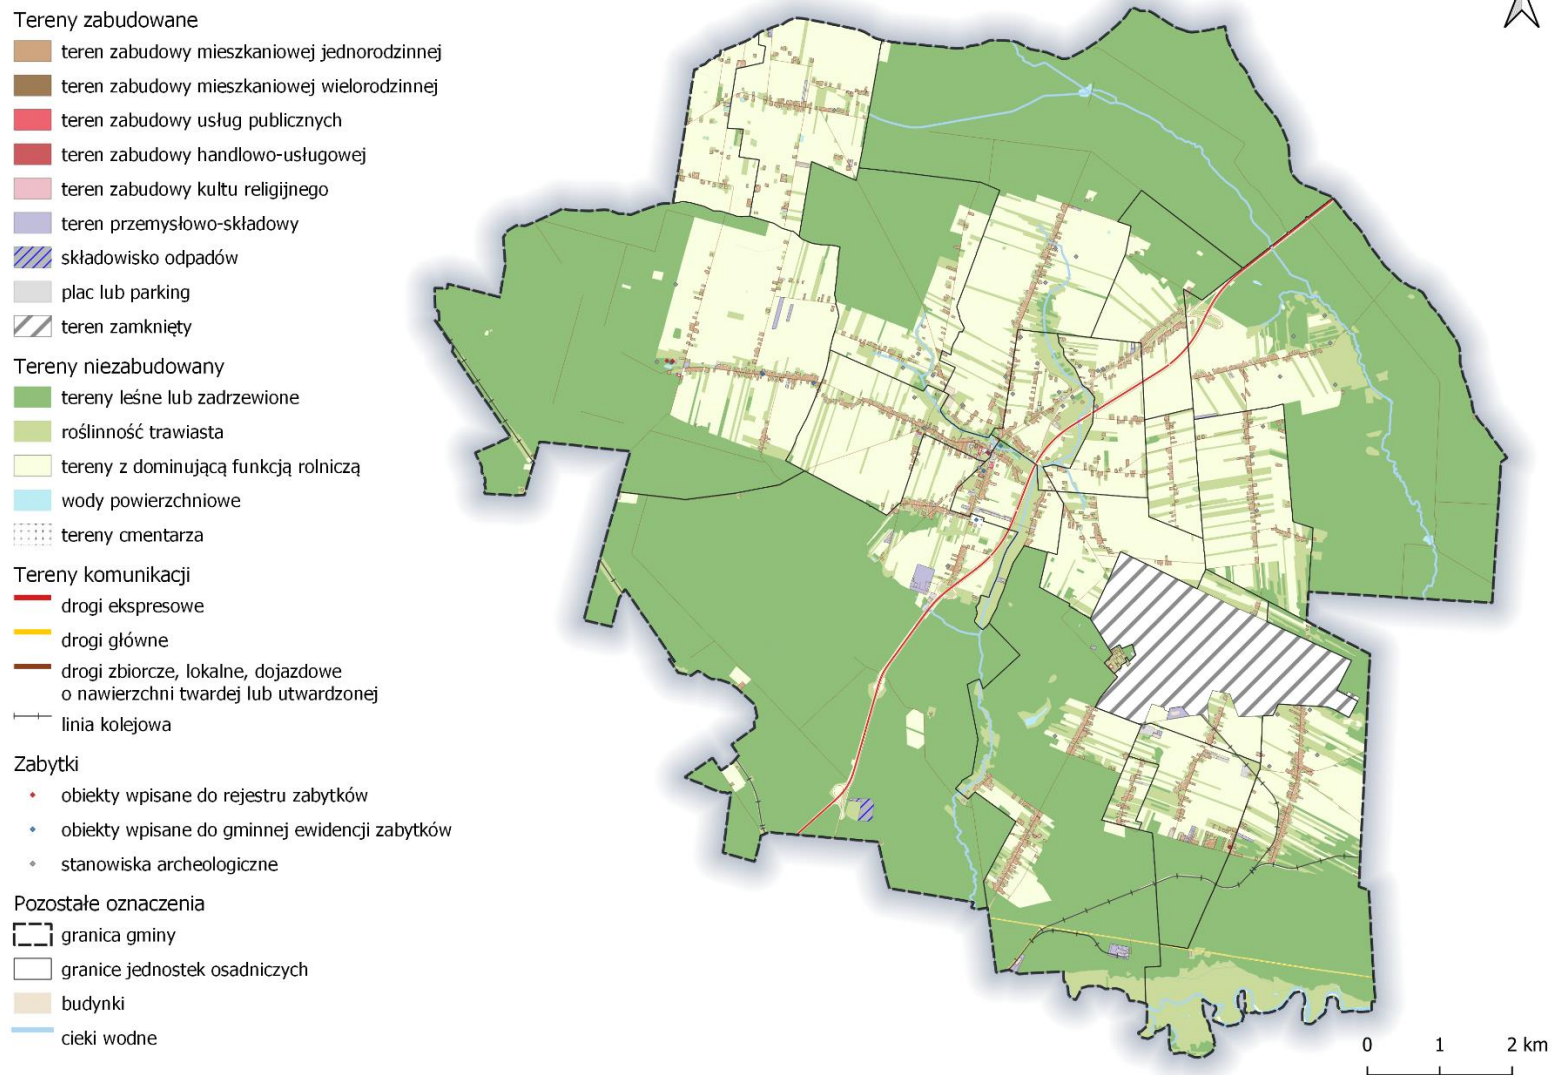 Tereny zabudowane
teren zabudowy mieszkaniowej jednorodzinnej
teren zabudowy mieszkaniowej wielorodzinnej
teren zabudowy usług publicznych
teren zabudowy handlowo-usługowej
teren zabudowy kultu religijnego
teren przemysłowo-składowy
składowisko odpadów
plac lub parking
teren zamknięty
Tereny niezabudowany
tereny leśne lub zadrzewione
roślinność trawiasta
tereny z dominującą funkcją rolniczą
wody powierzchniowe
tereny cmentarza
Tereny komunikacji
drogi ekspresowe
drogi główne
drogi zbiorcze, lokalne, dojazdowe
o nawierzchni twardej lub utwardzonej
linia kolejowa
Zabytki
obiekty wpisane do rejestru zabytków
obiekty wpisane do gminnej ewidencji zabytków
stanowiska archeologiczne
Pozostałe oznaczenia
granica gminy
granice jednostek osadniczych
budynki
cieki wodne
0 1 2 km